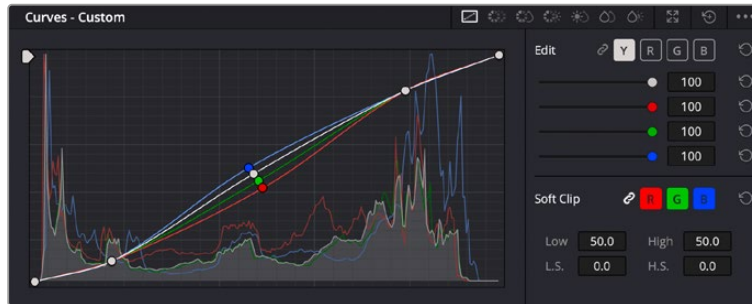 Curves - Custom
Edit Y R G B
100
100
100
100
Soft Clip R G B
Low 50.0 High 50.0
L.S. 0.0 H.S. 0.0